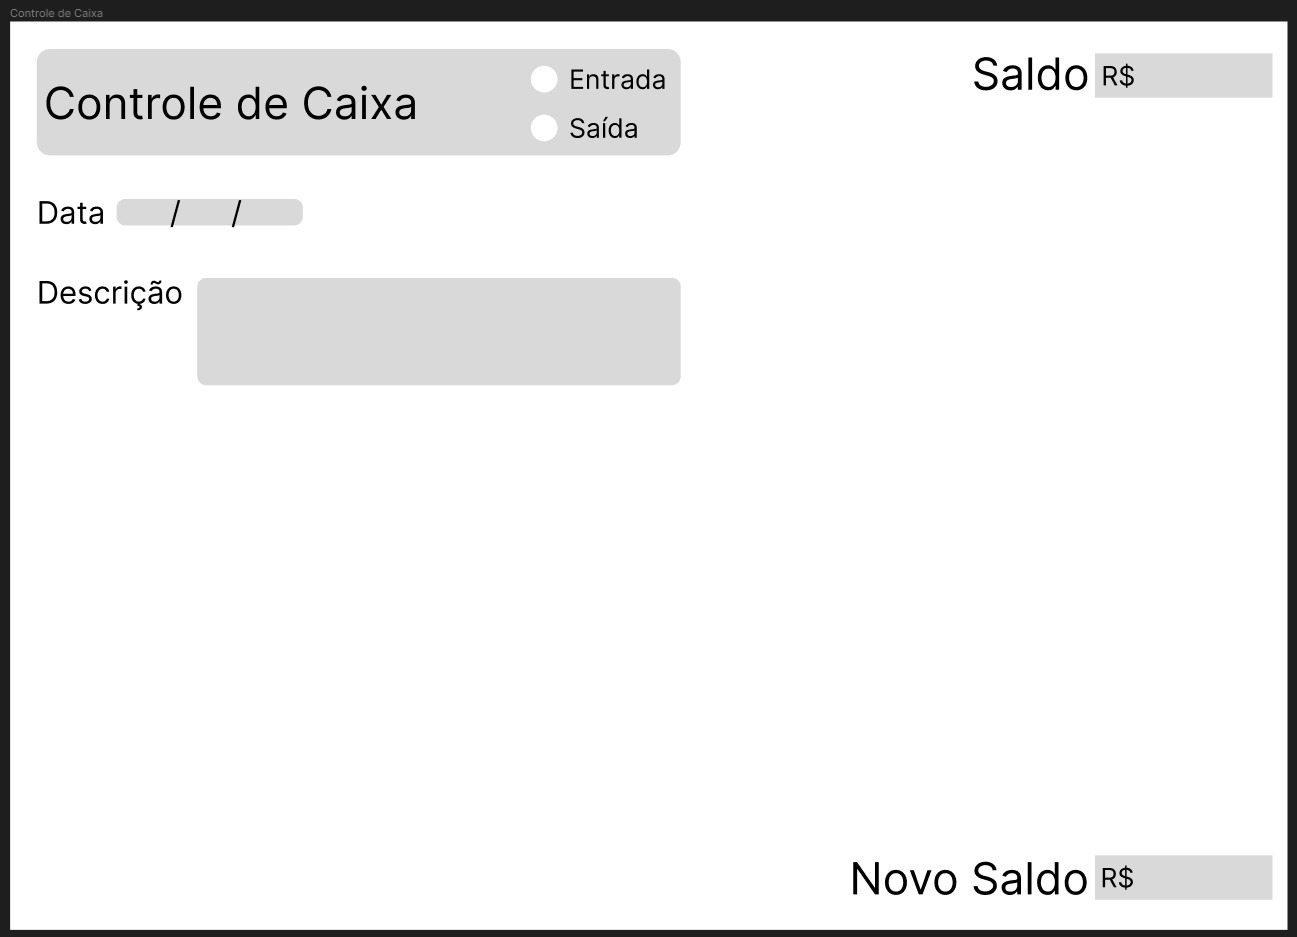 Controle de Caixa
Controle de Caixa
Entrada
Saída
Saldo R$
Data / /
Descrição
Novo Saldo R$